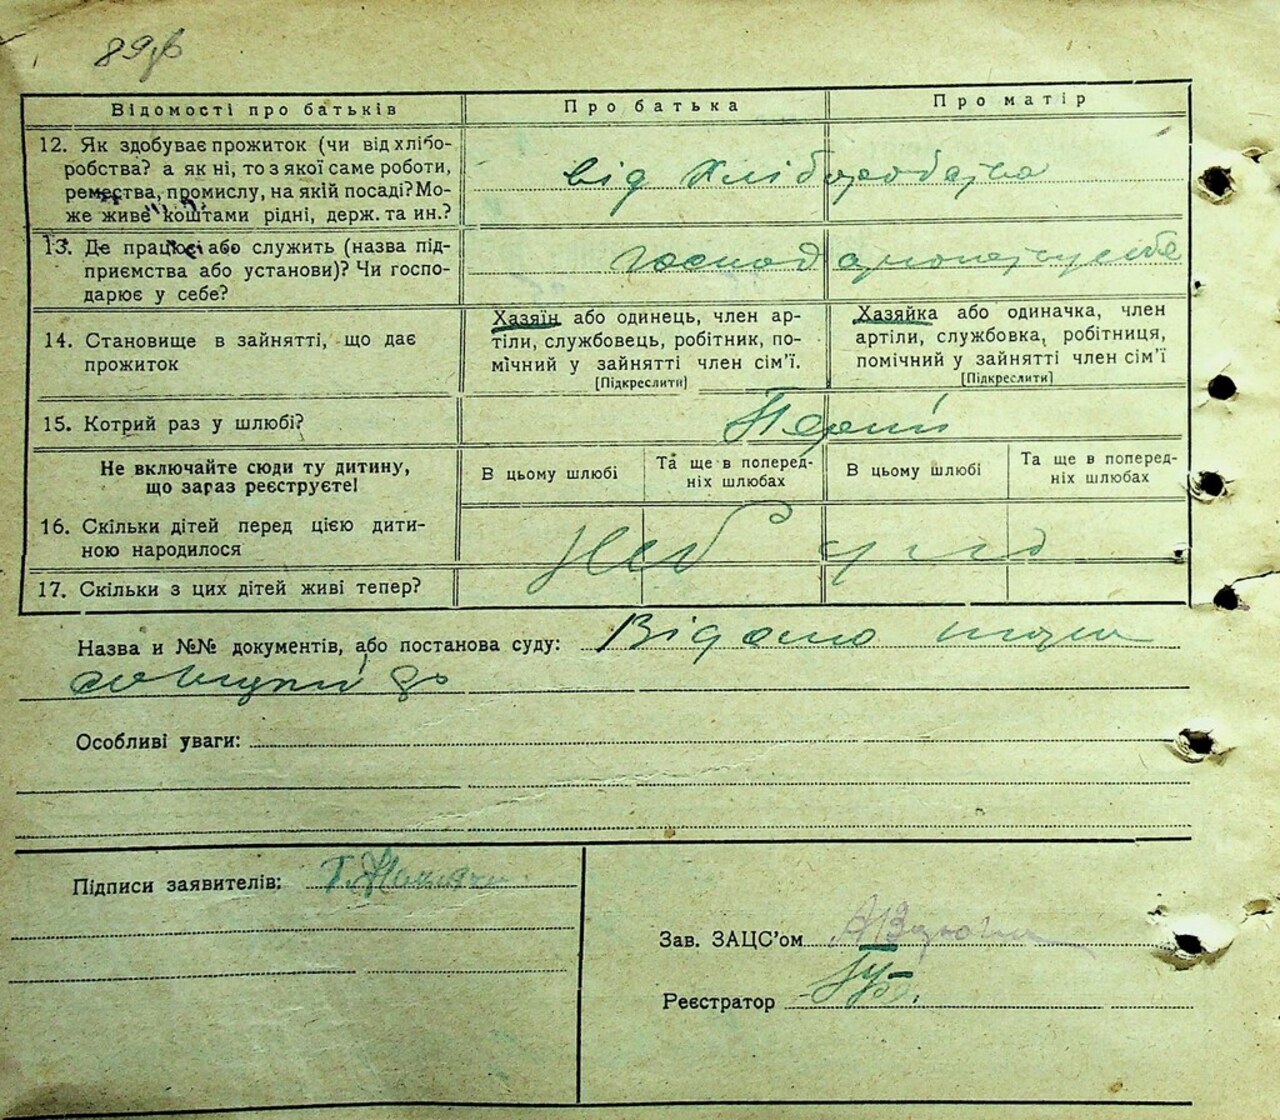 89зв
Відомості про батьків
Про батька
Про матір
12. Як здобуває прожиток (чи від хлібо-
робства? а як ні, то з якої саме роботи,
ремества, промислу, на якій посаді? Мо-
же живе коштами рідні, держ. та ин.?
від хліборобства
13. Де працює або служить (назва під-
приємства або установи)? Чи госпо-
дарює у себе?
14. Становище в зайнятті, що дає
прожиток
Хазяїн або одинець, член ар-
тіли, службовець, робітник, по-
мічний у зайнятті член сім’ї.
[Підкреслити]
Хазяйка або одиначка, член
артіли, службовка, робітниця,
помічний у зайнятті член сім’ї
[Підкреслити]
15. Котрий раз у шлюбі?
Перший
Не включайте сюди ту дитину,
що зараз реєструєте!
В цьому шлюбі
Та ще в поперед-
ніх шлюбах
В цьому шлюбі
Та ще в поперед-
ніх шлюбах
16. Скільки дітей перед цією дити-
ною народилося
17. Скільки з цих дітей живі тепер?
Назва и №№ документів, або постанова суду:
Особливі уваги:
Підписи заявителів:
Зав. ЗАЦС’ом
Реєстратор